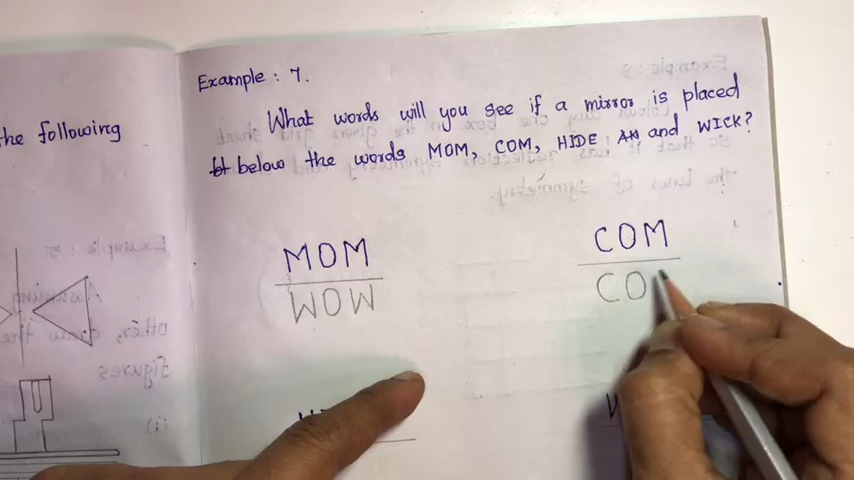 the following
Example : 7.
What words will you see if a mirror is placed
below the words MOM, COM, HIDE and WICK?
MOM
WOW
COM
CO